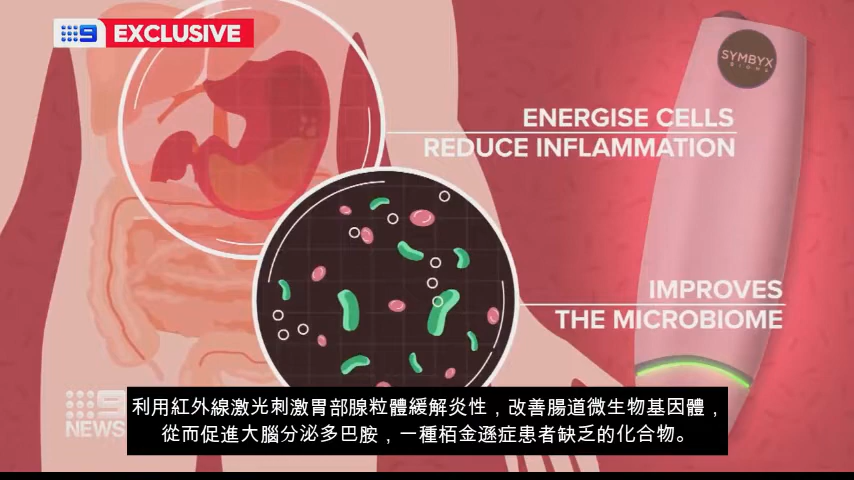 9 EXCLUSIVE
SYMBYX
BIOME
ENERGISE CELLS
REDUCE INFLAMMATION
IMPROVES
THE MICROBIOME
9
NEWS
利用紅外線激光刺激胃部腺粒體緩解炎性，改善腸道微生物基因體，
從而促進大腦分泌多巴胺，一種栢金遜症患者缺乏的化合物。